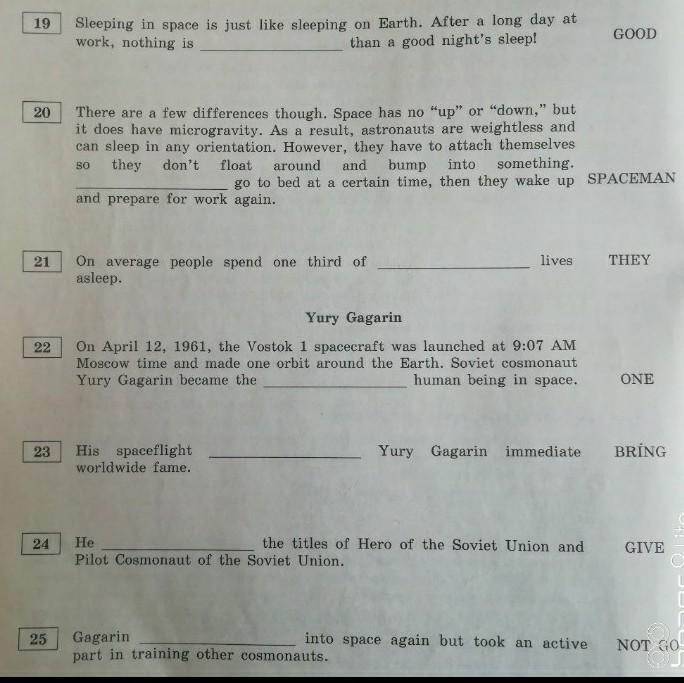 19 Sleeping in space is just like sleeping on Earth. After a long day at
work, nothing is ____________ than a good night's sleep! GOOD
20 There are a few differences though. Space has no "up" or "down," but
it does have microgravity. As a result, astronauts are weightless and
can sleep in any orientation. However, they have to attach themselves
so they don't float around and bump into something.
____________ go to bed at a certain time, then they wake up SPACEMAN
and prepare for work again.
21 On average people spend one third of ____________ lives THEY
asleep.
Yury Gagarin
22 On April 12, 1961, the Vostok 1 spacecraft was launched at 9:07 AM
Moscow time and made one orbit around the Earth. Soviet cosmonaut
Yury Gagarin became the ____________ human being in space. ONE
23 His spaceflight ____________ Yury Gagarin immediate BRING
worldwide fame.
24 He ____________ the titles of Hero of the Soviet Union and GIVE
Pilot Cosmonaut of the Soviet Union.
25 Gagarin ____________ into space again but took an active NOT GO
part in training other cosmonauts.